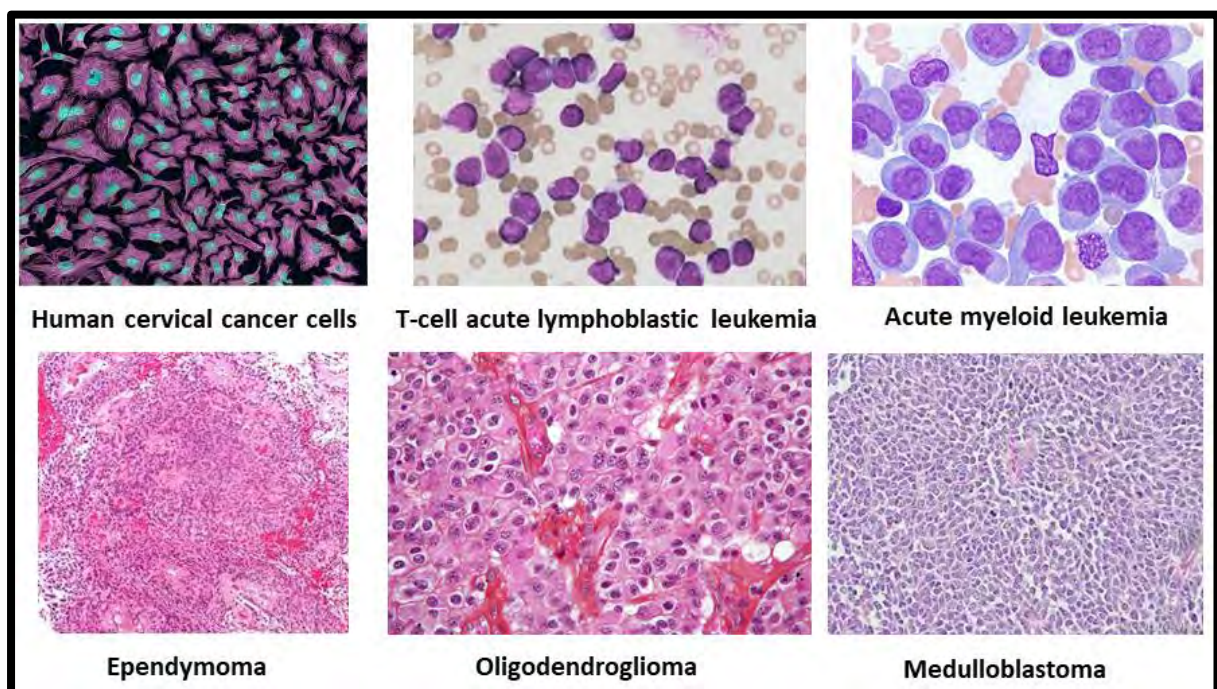 Human cervical cancer cells
T-cell acute lymphoblastic leukemia
Acute myeloid leukemia
Ependymoma
Oligodendroglioma
Medulloblastoma